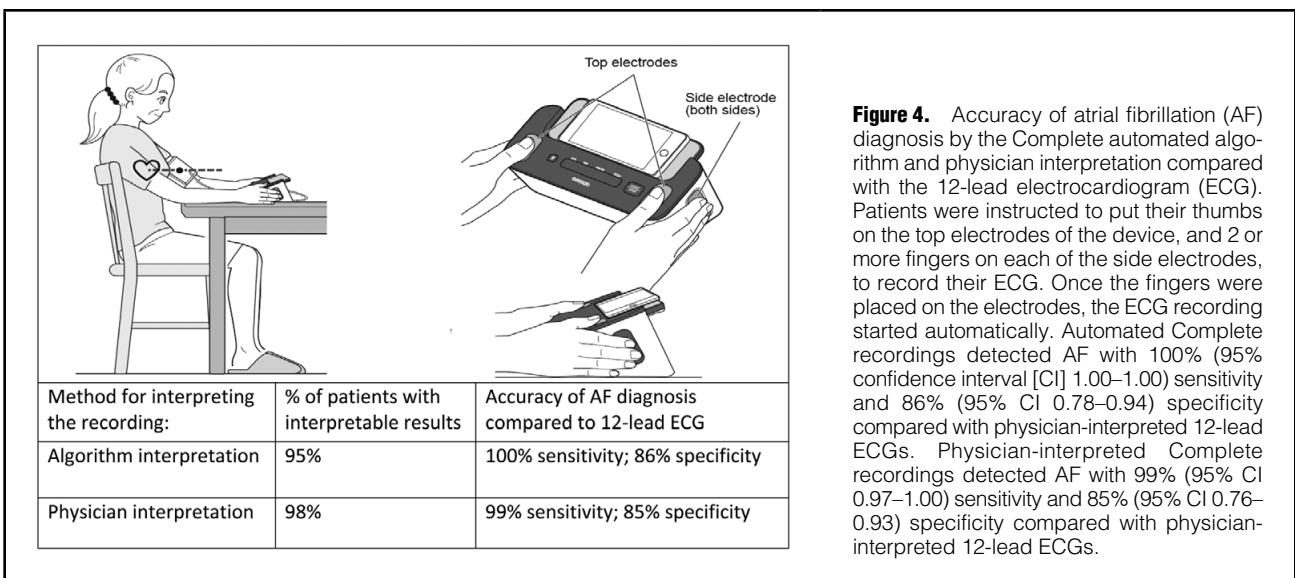 Top electrodes
Side electrode
(both sides)
Method for interpreting
the recording:
% of patients with
interpretable results
Accuracy of AF diagnosis
compared to 12-lead ECG
Algorithm interpretation
95%
100% sensitivity; 86% specificity
Physician interpretation
98%
99% sensitivity; 85% specificity
Figure 4. Accuracy of atrial fibrillation (AF)
diagnosis by the Complete automated algo-
rithm and physician interpretation compared
with the 12-lead electrocardiogram (ECG).
Patients were instructed to put their thumbs
on the top electrodes of the device, and 2 or
more fingers on each of the side electrodes,
to record their ECG. Once the fingers were
placed on the electrodes, the ECG recording
started automatically. Automated Complete
recordings detected AF with 100% (95%
confidence interval [CI] 1.00–1.00) sensitivity
and 86% (95% CI 0.78–0.94) specificity
compared with physician-interpreted 12-lead
ECGs. Physician-interpreted Complete
recordings detected AF with 99% (95% CI
0.97–1.00) sensitivity and 85% (95% CI 0.76–
0.93) specificity compared with physician-
interpreted 12-lead ECGs.